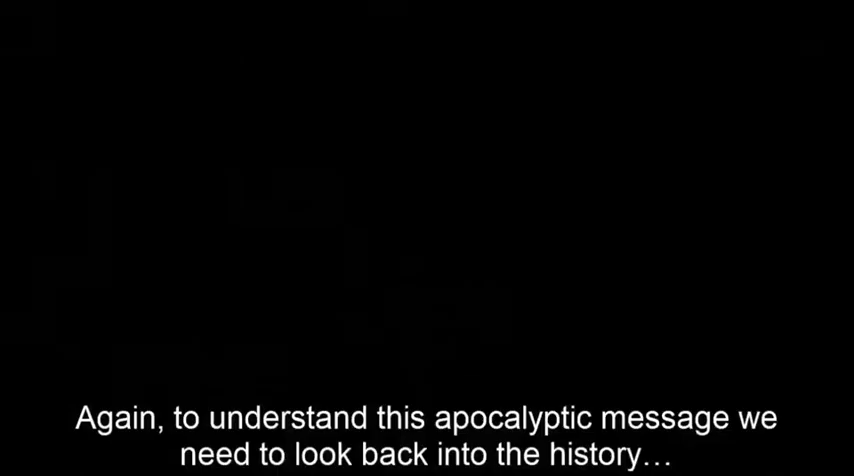 Again, to understand this apocalyptic message we
need to look back into the history…